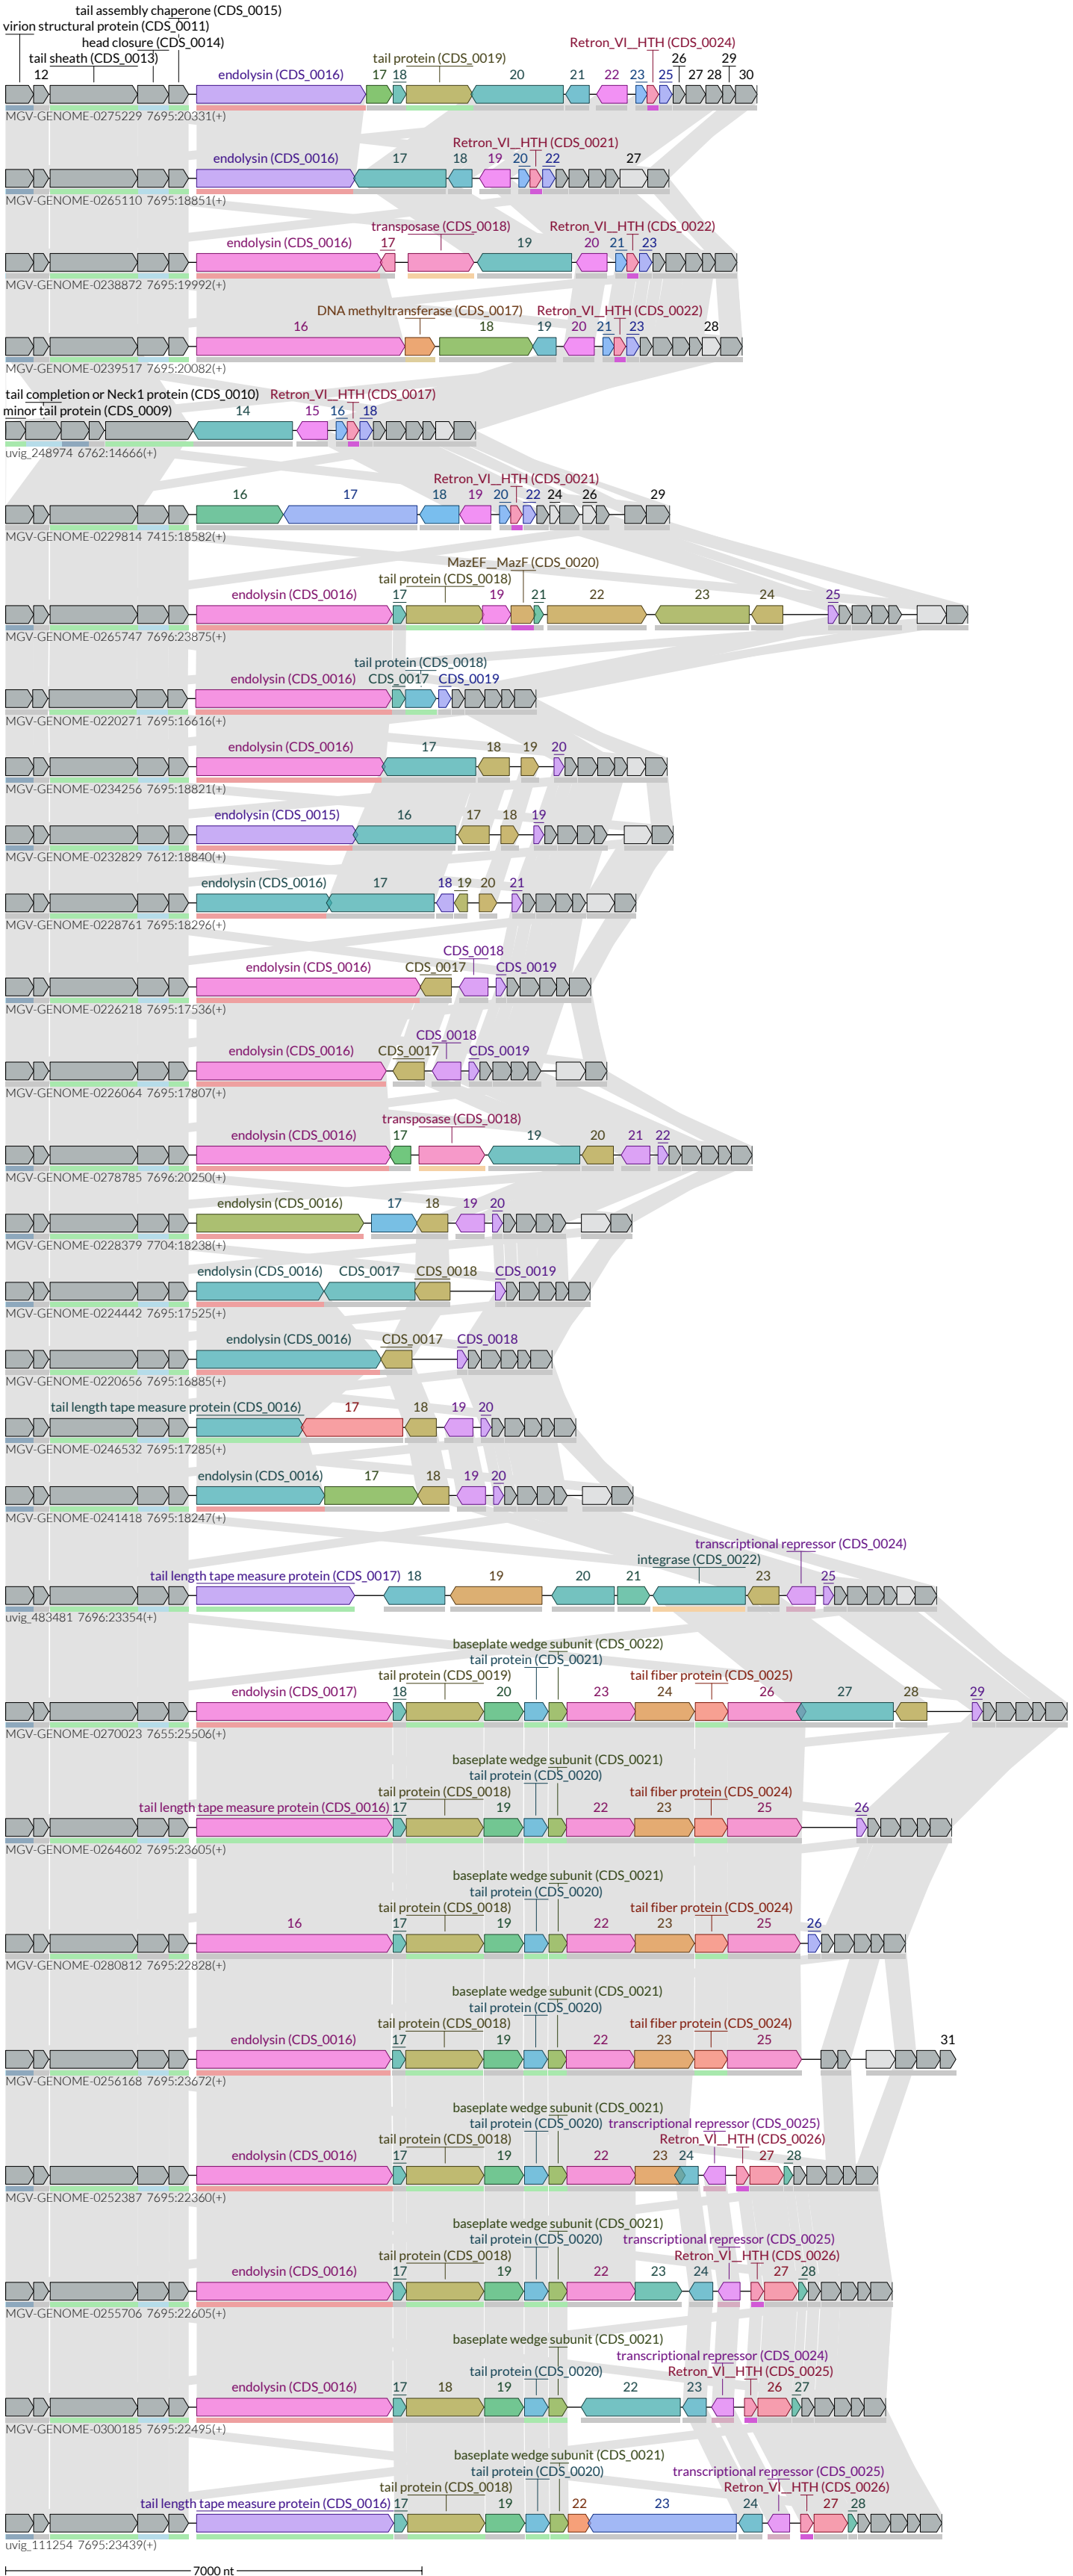 tail assembly chaperone (CDS_0015)
virion structural protein (CDS_0011)
head closure (CDS_0014) Retron_VI__HTH (CDS_0024)
tail sheath (CDS_0013) tail protein (CDS_0019) 26 29
12 endolysin (CDS_0016) 17 18 20 21 22 23 25 27 28 30
MGV-GENOME-0275229 7695:20331(+)
Retron_VI__HTH (CDS_0021)
endolysin (CDS_0016) 17 18 19 20 22 27
MGV-GENOME-0265110 7695:18851(+)
transposase (CDS_0018) Retron_VI__HTH (CDS_0022)
endolysin (CDS_0016) 17 19 20 21 23
MGV-GENOME-0238872 7695:19992(+)
DNA methyltransferase (CDS_0017) Retron_VI__HTH (CDS_0022)
16 18 19 20 21 23 28
MGV-GENOME-0239517 7695:20082(+)
tail completion or Neck1 protein (CDS_0010) Retron_VI__HTH (CDS_0017)
minor tail protein (CDS_0009) 14 15 16 18
uvig_248974 6762:14666(+)
Retron_VI__HTH (CDS_0021)
16 17 18 19 20 22 24 26 29
MGV-GENOME-0229814 7415:18582(+)
MazEF__MazF (CDS_0020)
tail protein (CDS_0018)
endolysin (CDS_0016) 17 19 21 22 23 24 25
MGV-GENOME-0265747 7696:23875(+)
tail protein (CDS_0018)
endolysin (CDS_0016) CDS_0017 CDS_0019
MGV-GENOME-0220271 7695:16616(+)
endolysin (CDS_0016) 17 18 19 20
MGV-GENOME-0234256 7695:18821(+)
endolysin (CDS_0015) 16 17 18 19
MGV-GENOME-0232829 7612:18840(+)
endolysin (CDS_0016) 17 18 19 20 21
MGV-GENOME-0228761 7695:18296(+)
CDS_0018
endolysin (CDS_0016) CDS_0017 CDS_0019
MGV-GENOME-0226218 7695:17536(+)
CDS_0018
endolysin (CDS_0016) CDS_0017 CDS_0019
MGV-GENOME-0226064 7695:17807(+)
transposase (CDS_0018)
endolysin (CDS_0016) 17 19 20 21 22
MGV-GENOME-0278785 7696:20250(+)
endolysin (CDS_0016) 17 18 19 20
MGV-GENOME-0228379 7704:18238(+)
endolysin (CDS_0016) CDS_0017 CDS_0018 CDS_0019
MGV-GENOME-0224442 7695:17525(+)
endolysin (CDS_0016) CDS_0017 CDS_0018
MGV-GENOME-0220656 7695:16885(+)
tail length tape measure protein (CDS_0016) 17 18 19 20
MGV-GENOME-0246532 7695:17285(+)
endolysin (CDS_0016) 17 18 19 20
MGV-GENOME-0241418 7695:18247(+)
transcriptional repressor (CDS_0024)
integrase (CDS_0022)
tail length tape measure protein (CDS_0017) 18 19 20 21 23 25
uvig_483481 7696:23354(+)
baseplate wedge subunit (CDS_0022)
tail protein (CDS_0021)
tail protein (CDS_0019) tail fiber protein (CDS_0025)
endolysin (CDS_0017) 18 20 23 24 26 27 28 29
MGV-GENOME-0270023 7655:25506(+)
baseplate wedge subunit (CDS_0021)
tail protein (CDS_0020)
tail protein (CDS_0018) tail fiber protein (CDS_0024)
tail length tape measure protein (CDS_0016) 17 19 22 23 25 26
MGV-GENOME-0264602 7695:23605(+)
baseplate wedge subunit (CDS_0021)
tail protein (CDS_0020)
tail protein (CDS_0018) tail fiber protein (CDS_0024)
16 17 19 22 23 25 26
MGV-GENOME-0280812 7695:22828(+)
baseplate wedge subunit (CDS_0021)
tail protein (CDS_0020)
tail protein (CDS_0018) tail fiber protein (CDS_0024)
endolysin (CDS_0016) 17 19 22 23 25 31
MGV-GENOME-0256168 7695:23672(+)
baseplate wedge subunit (CDS_0021)
tail protein (CDS_0020) transcriptional repressor (CDS_0025)
tail protein (CDS_0018) Retron_VI__HTH (CDS_0026)
endolysin (CDS_0016) 17 19 22 23 24 27 28
MGV-GENOME-0252387 7695:22360(+)
baseplate wedge subunit (CDS_0021)
tail protein (CDS_0020) transcriptional repressor (CDS_0025)
tail protein (CDS_0018) Retron_VI__HTH (CDS_0026)
endolysin (CDS_0016) 17 19 22 23 24 27 28
MGV-GENOME-0255706 7695:22605(+)
baseplate wedge subunit (CDS_0021)
transcriptional repressor (CDS_0024)
tail protein (CDS_0020) Retron_VI__HTH (CDS_0025)
endolysin (CDS_0016) 17 18 19 22 23 26 27
MGV-GENOME-0300185 7695:22495(+)
baseplate wedge subunit (CDS_0021)
tail protein (CDS_0020) transcriptional repressor (CDS_0025)
tail protein (CDS_0018) Retron_VI__HTH (CDS_0026)
tail length tape measure protein (CDS_0016) 17 19 22 23 24 27 28
uvig_111254 7695:23439(+)
7000 nt